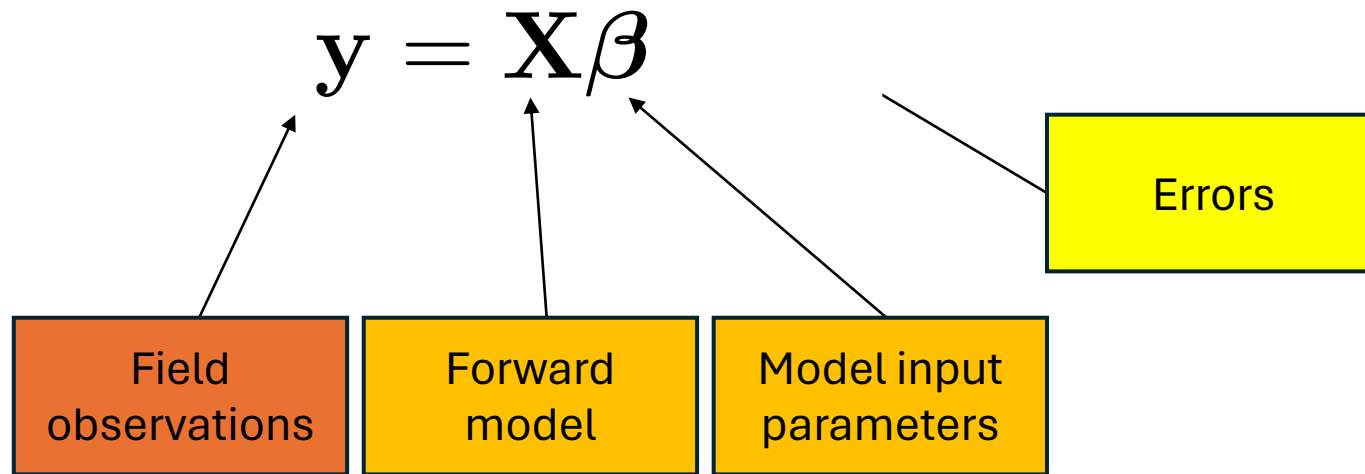 y = Xβ
Errors
Field
observations
Forward
model
Model input
parameters